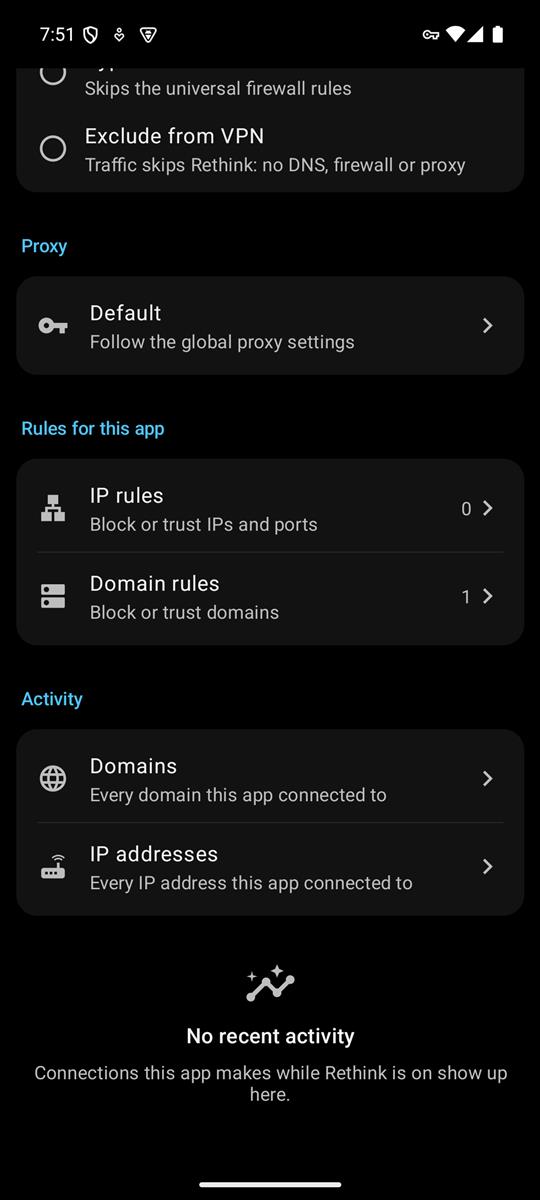 7:51
Skips the universal firewall rules
Exclude from VPN
Traffic skips Rethink: no DNS, firewall or proxy
Proxy
Default
Follow the global proxy settings
Rules for this app
IP rules
0
Block or trust IPs and ports
Domain rules
1
Block or trust domains
Activity
Domains
Every domain this app connected to
IP addresses
Every IP address this app connected to
No recent activity
Connections this app makes while Rethink is on show up
here.